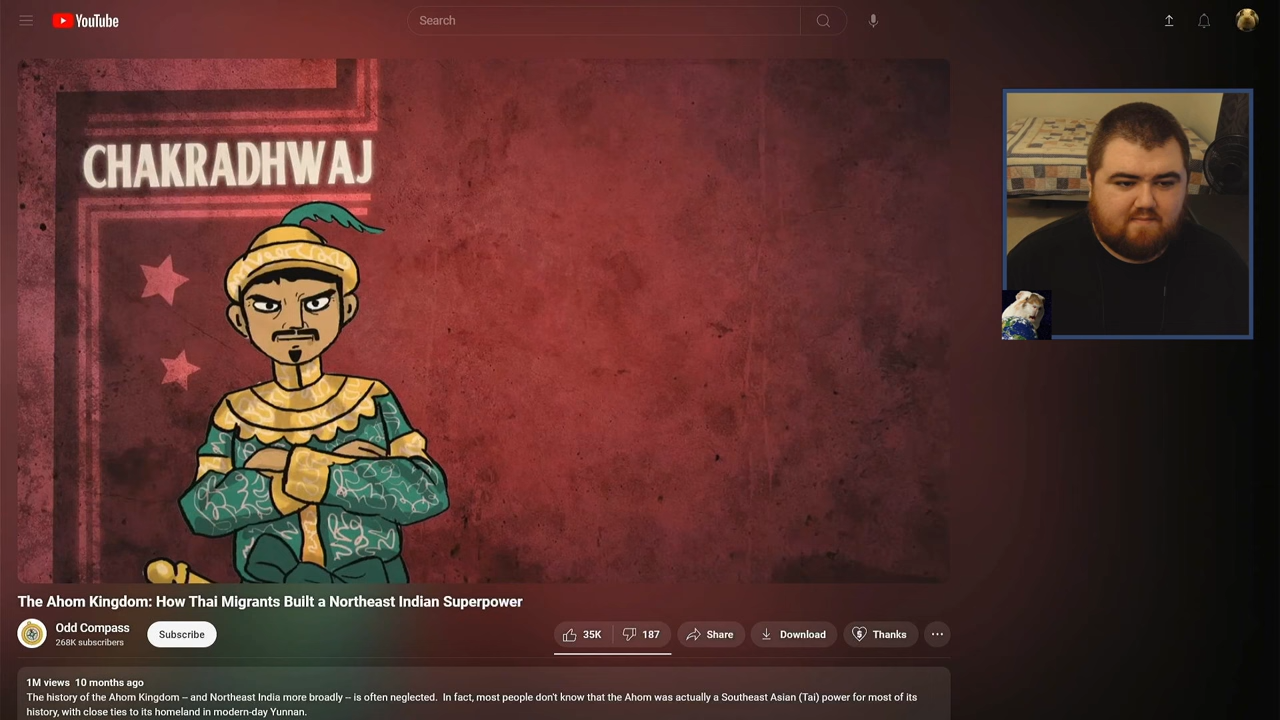 YouTube
Search
CHAKRADHWAJ
The Ahom Kingdom: How Thai Migrants Built a Northeast Indian Superpower
Odd Compass
268K subscribers
Subscribe
35K
187
Share
Download
Thanks
1M views 10 months ago
The history of the Ahom Kingdom – and Northeast India more broadly – is often neglected. In fact, most people don't know that the Ahom was actually a Southeast Asian (Tai) power for most of its
history, with close ties to its homeland in modern-day Yunnan.